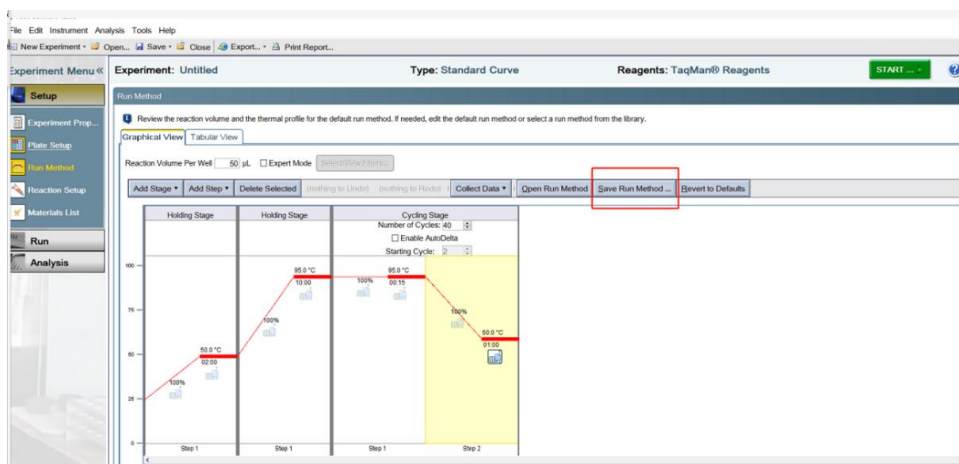 File Edit Instrument Analysis Tools Help
New Experiment Open... Save Close Export... Print Report...
Experiment Menu «
Experiment: Untitled Type: Standard Curve Reagents: TaqMan® Reagents START ...
Setup
Run Method
Experiment Prop...
Review the reaction volume and the thermal profile for the default run method. If needed, edit the default run method or select a run method from the library.
Plate Setup
Graphical View Tabular View
Run Method
Reaction Volume Per Well 50 µL Expert Mode Select/View Filters...
Reaction Setup
Add Stage Add Step Delete Selected (nothing to Undo) (nothing to Redo) Collect Data Open Run Method Save Run Method ... Revert to Defaults
Materials List
Holding Stage Holding Stage Cycling Stage
Number of Cycles: 40
Run
Enable AutoDelta
Starting Cycle: 2
Analysis
100
95.0 °C 95.0 °C
10:00 100% 00:15
75
100% 100%
60.0 °C
01:00
50
50.0 °C
02:00
100%
25
0
Step 1 Step 1 Step 1 Step 2